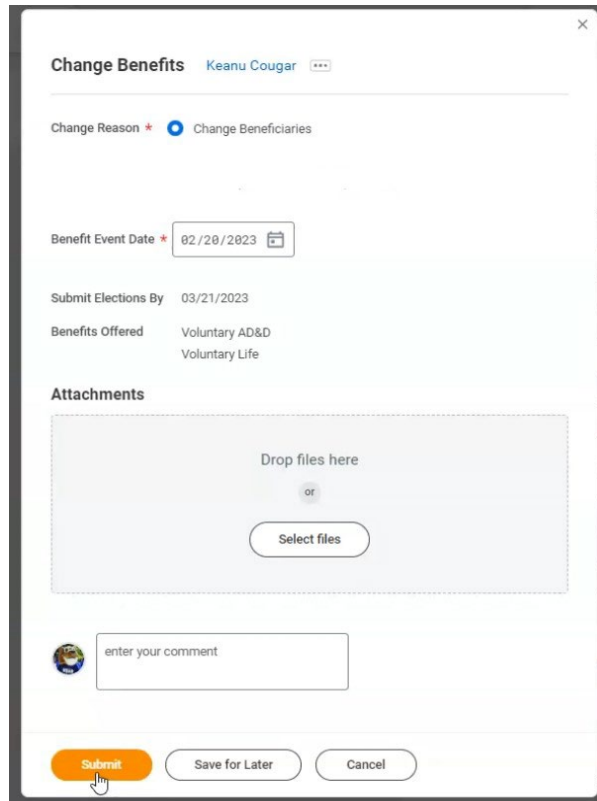 Change Benefits Keanu Cougar
Change Reason * Change Beneficiaries
Benefit Event Date * 02/20/2023
Submit Elections By 03/21/2023
Benefits Offered Voluntary AD&D
Voluntary Life
Attachments
Drop files here
or
Select files
enter your comment
Submit Save for Later Cancel